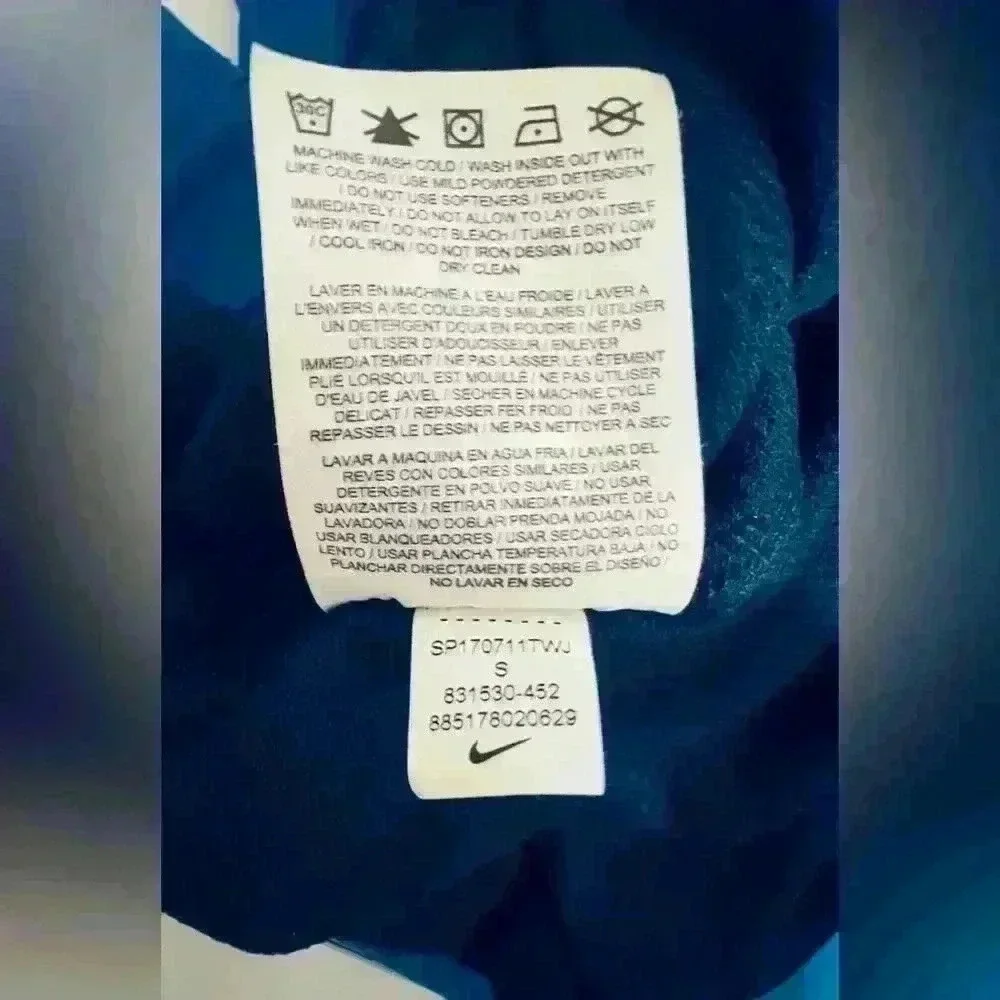 30C
MACHINE WASH COLD / WASH INSIDE OUT WITH
LIKE COLORS / USE MILD POWDERED DETERGENT
/ DO NOT USE SOFTENERS / REMOVE
IMMEDIATELY / DO NOT ALLOW TO LAY ON ITSELF
WHEN WET / DO NOT BLEACH / TUMBLE DRY LOW
/ COOL IRON / DO NOT IRON DESIGN / DO NOT
DRY CLEAN
LAVER EN MACHINE A L'EAU FROIDE / LAVER A
L'ENVERS AVEC COULEURS SIMILAIRES / UTILISER
UN DETERGENT DOUX EN POUDRE / NE PAS
UTILISER D'ADOUCISSEUR / ENLEVER
IMMEDIATEMENT / NE PAS LAISSER LE VÊTEMENT
PLIÉ LORSQU'IL EST MOUILLÉ / NE PAS UTILISER
D'EAU DE JAVEL / SECHER EN MACHINE CYCLE
DELICAT / REPASSER FER FROID / NE PAS
REPASSER LE DESSIN / NE PAS NETTOYER A SEC
LAVAR A MAQUINA EN AGUA FRIA / LAVAR DEL
REVES CON COLORES SIMILARES / USAR
DETERGENTE EN POLVO SUAVE / NO USAR
SUAVIZANTES / RETIRAR INMEDIATAMENTE DE LA
LAVADORA / NO DOBLAR PRENDA MOJADA / NO
USAR BLANQUEADORES / USAR SECADORA CICLO
LENTO / USAR PLANCHA TEMPERATURA BAJA / NO
PLANCHAR DIRECTAMENTE SOBRE EL DISEÑO /
NO LAVAR EN SECO
SP170711TWJ
S
831530-452
885178020629